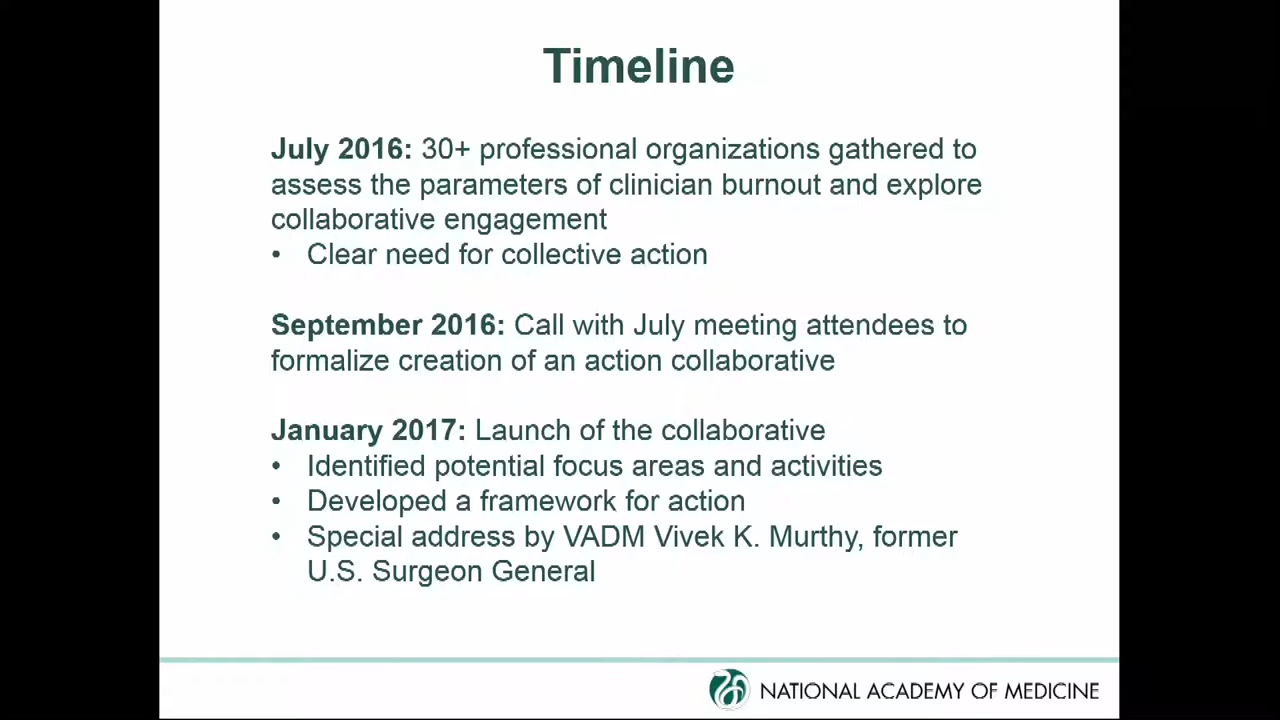 Timeline
July 2016: 30+ professional organizations gathered to
assess the parameters of clinician burnout and explore
collaborative engagement
• Clear need for collective action
September 2016: Call with July meeting attendees to
formalize creation of an action collaborative
January 2017: Launch of the collaborative
• Identified potential focus areas and activities
• Developed a framework for action
• Special address by VADM Vivek K. Murthy, former
U.S. Surgeon General
NATIONAL ACADEMY OF MEDICINE